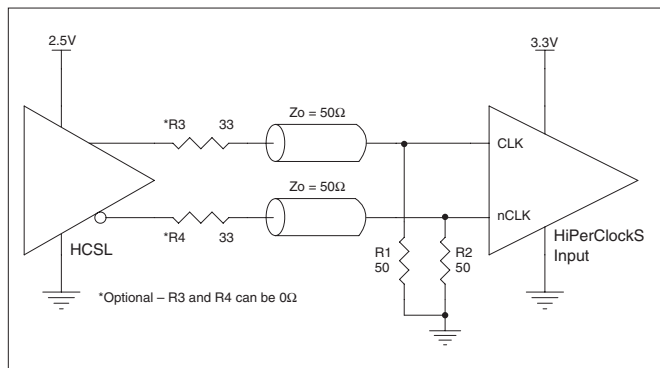 2.5V
3.3V
*R3 33
Zo = 50Ω
CLK
Zo = 50Ω
nCLK
*R4 33
HCSL
R1
50
R2
50
HiPerClockS
Input
*Optional – R3 and R4 can be 0Ω